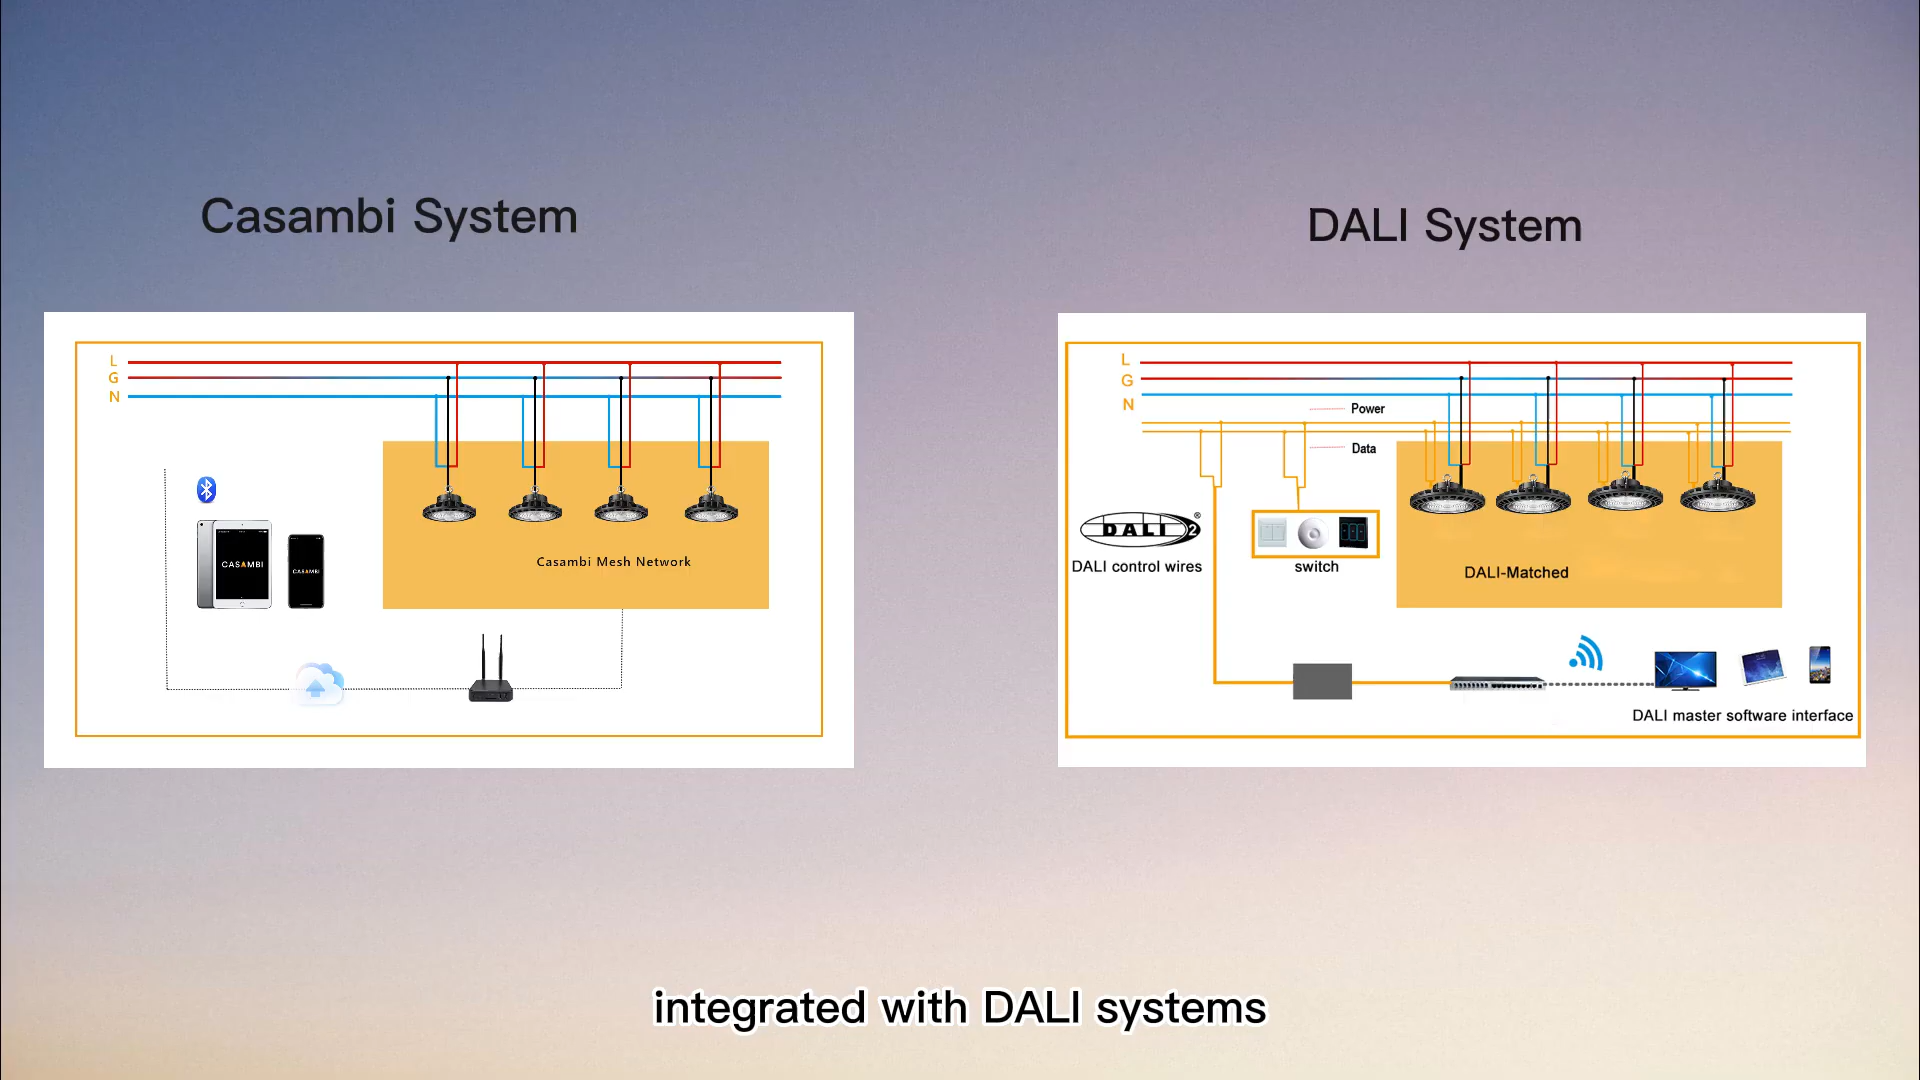 Casambi System
DALI System
L
G
N
CASAMBI
CASAMBI
Casambi Mesh Network
L
G
N
Power
Data
DALI 2®
DALI control wires
switch
DALI-Matched
DALI master software interface
integrated with DALI systems